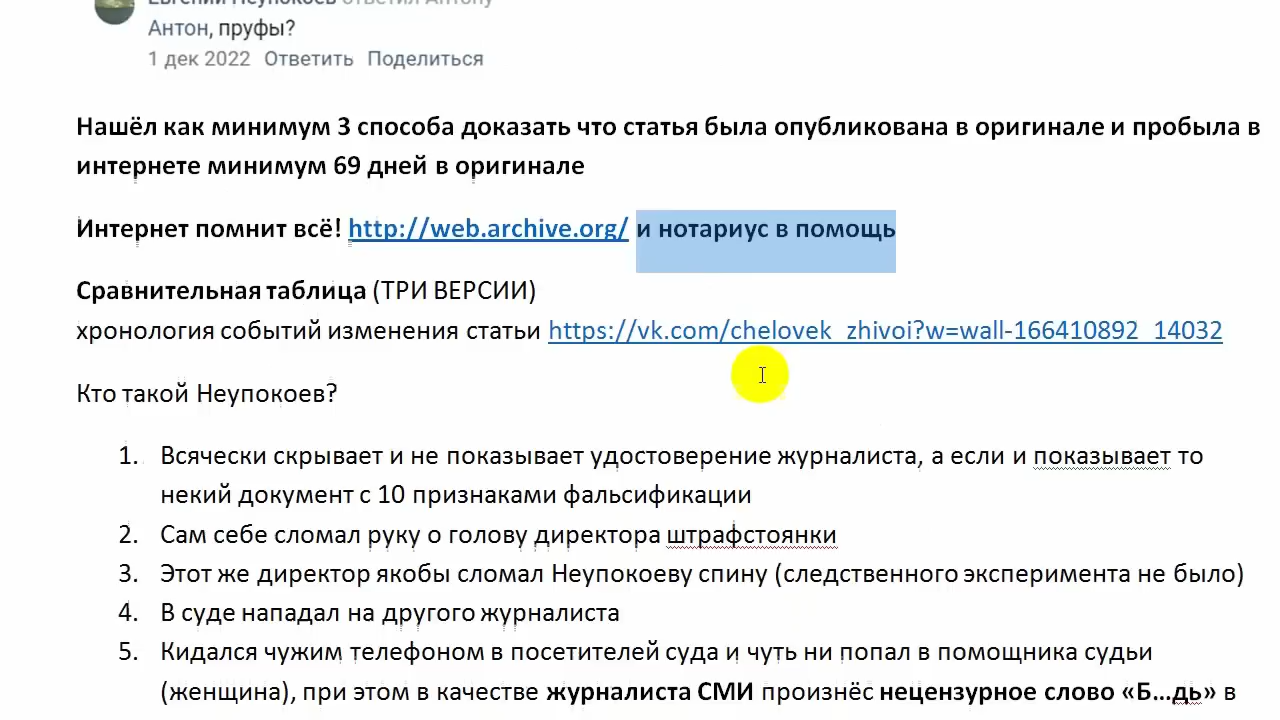 Евгений Неупокоев ответил Антону
Антон, пруфы?
1 дек 2022 Ответить Поделиться
Нашёл как минимум 3 способа доказать что статья была опубликована в оригинале и пробыла в
интернете минимум 69 дней в оригинале
Интернет помнит всё! http://web.archive.org/ и нотариус в помощь
Сравнительная таблица (ТРИ ВЕРСИИ)
хронология событий изменения статьи https://vk.com/chelovek_zhivoi?w=wall-166410892_14032
Кто такой Неупокоев?
1. Всячески скрывает и не показывает удостоверение журналиста, а если и показывает то
некий документ с 10 признаками фальсификации
2. Сам себе сломал руку о голову директора штрафстоянки
3. Этот же директор якобы сломал Неупокоеву спину (следственного эксперимента не было)
4. В суде нападал на другого журналиста
5. Кидался чужим телефоном в посетителей суда и чуть ни попал в помощника судьи
(женщина), при этом в качестве журналиста СМИ произнёс нецензурное слово «Б...дь» в